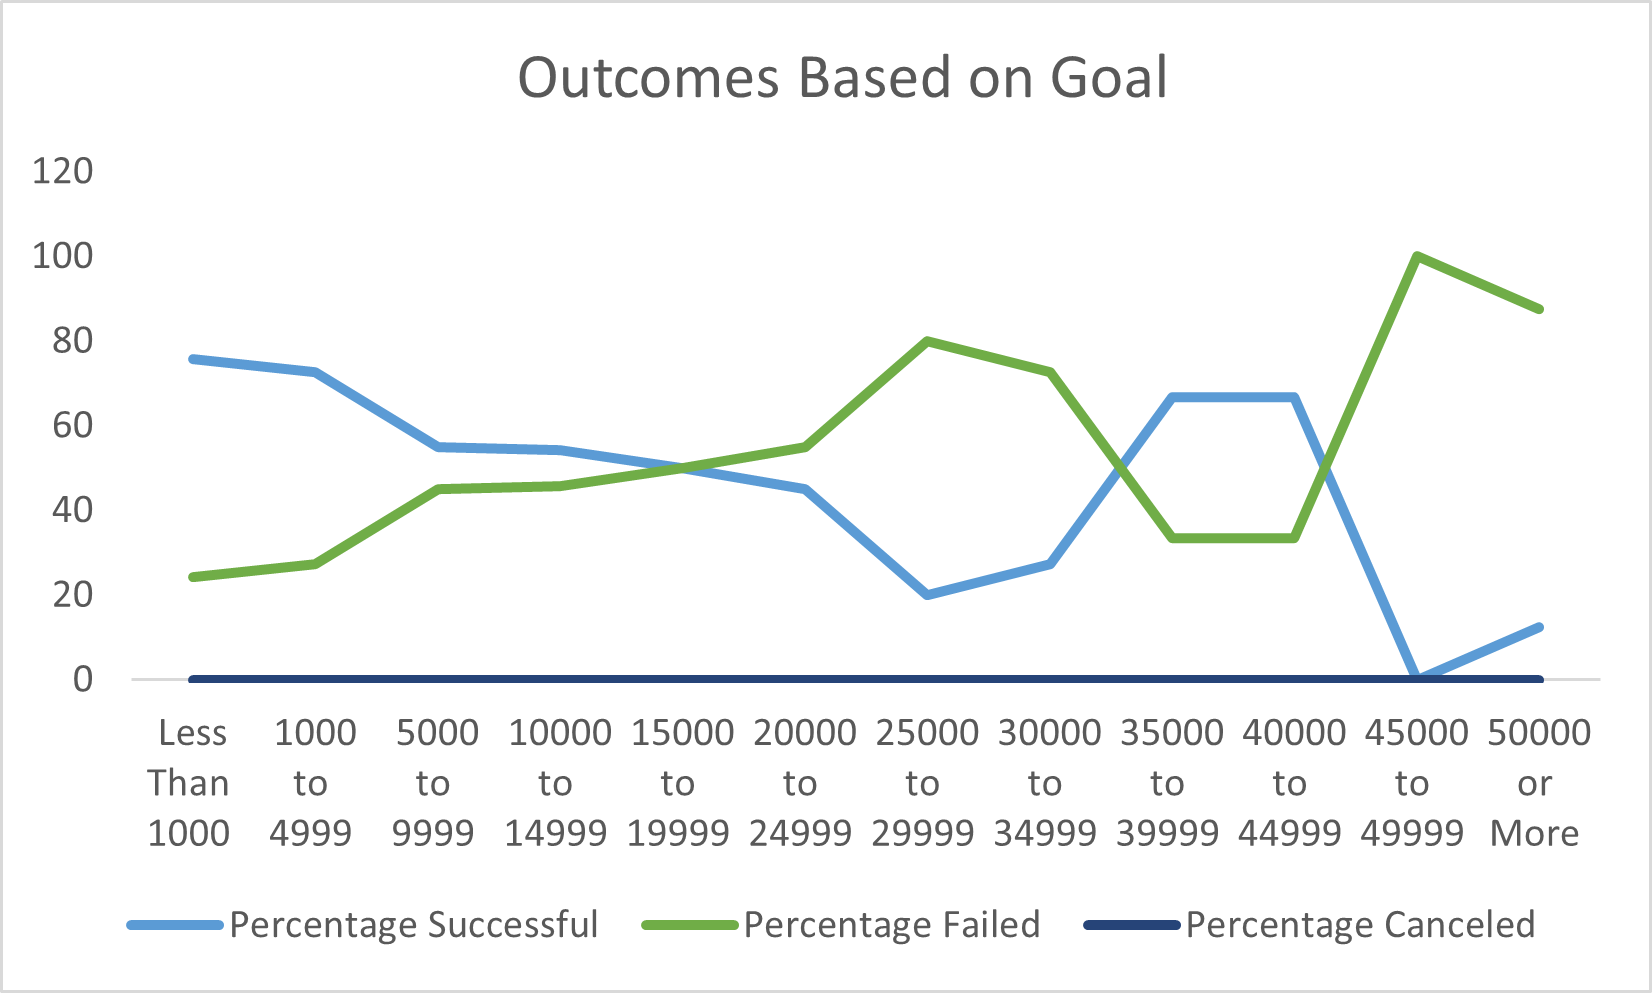 Outcomes Based on Goal
120
100
80
60
40
20
0
Less Than 1000
1000 to 4999
5000 to 9999
10000 to 14999
15000 to 19999
20000 to 24999
25000 to 29999
30000 to 34999
35000 to 39999
40000 to 44999
45000 to 49999
50000 or More
Percentage Successful
Percentage Failed
Percentage Canceled